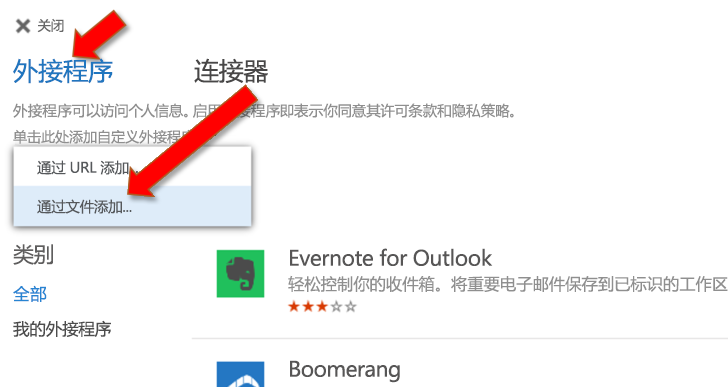 关闭
外接程序 连接器
外接程序可以访问个人信息。启用 接程序即表示你同意其许可条款和隐私策略。
单击此处添加自定义外接程
通过 URL 添加...
通过文件添加...
类别
全部
我的外接程序
Evernote for Outlook
轻松控制你的收件箱。将重要电子邮件保存到已标识的工作区
Boomerang